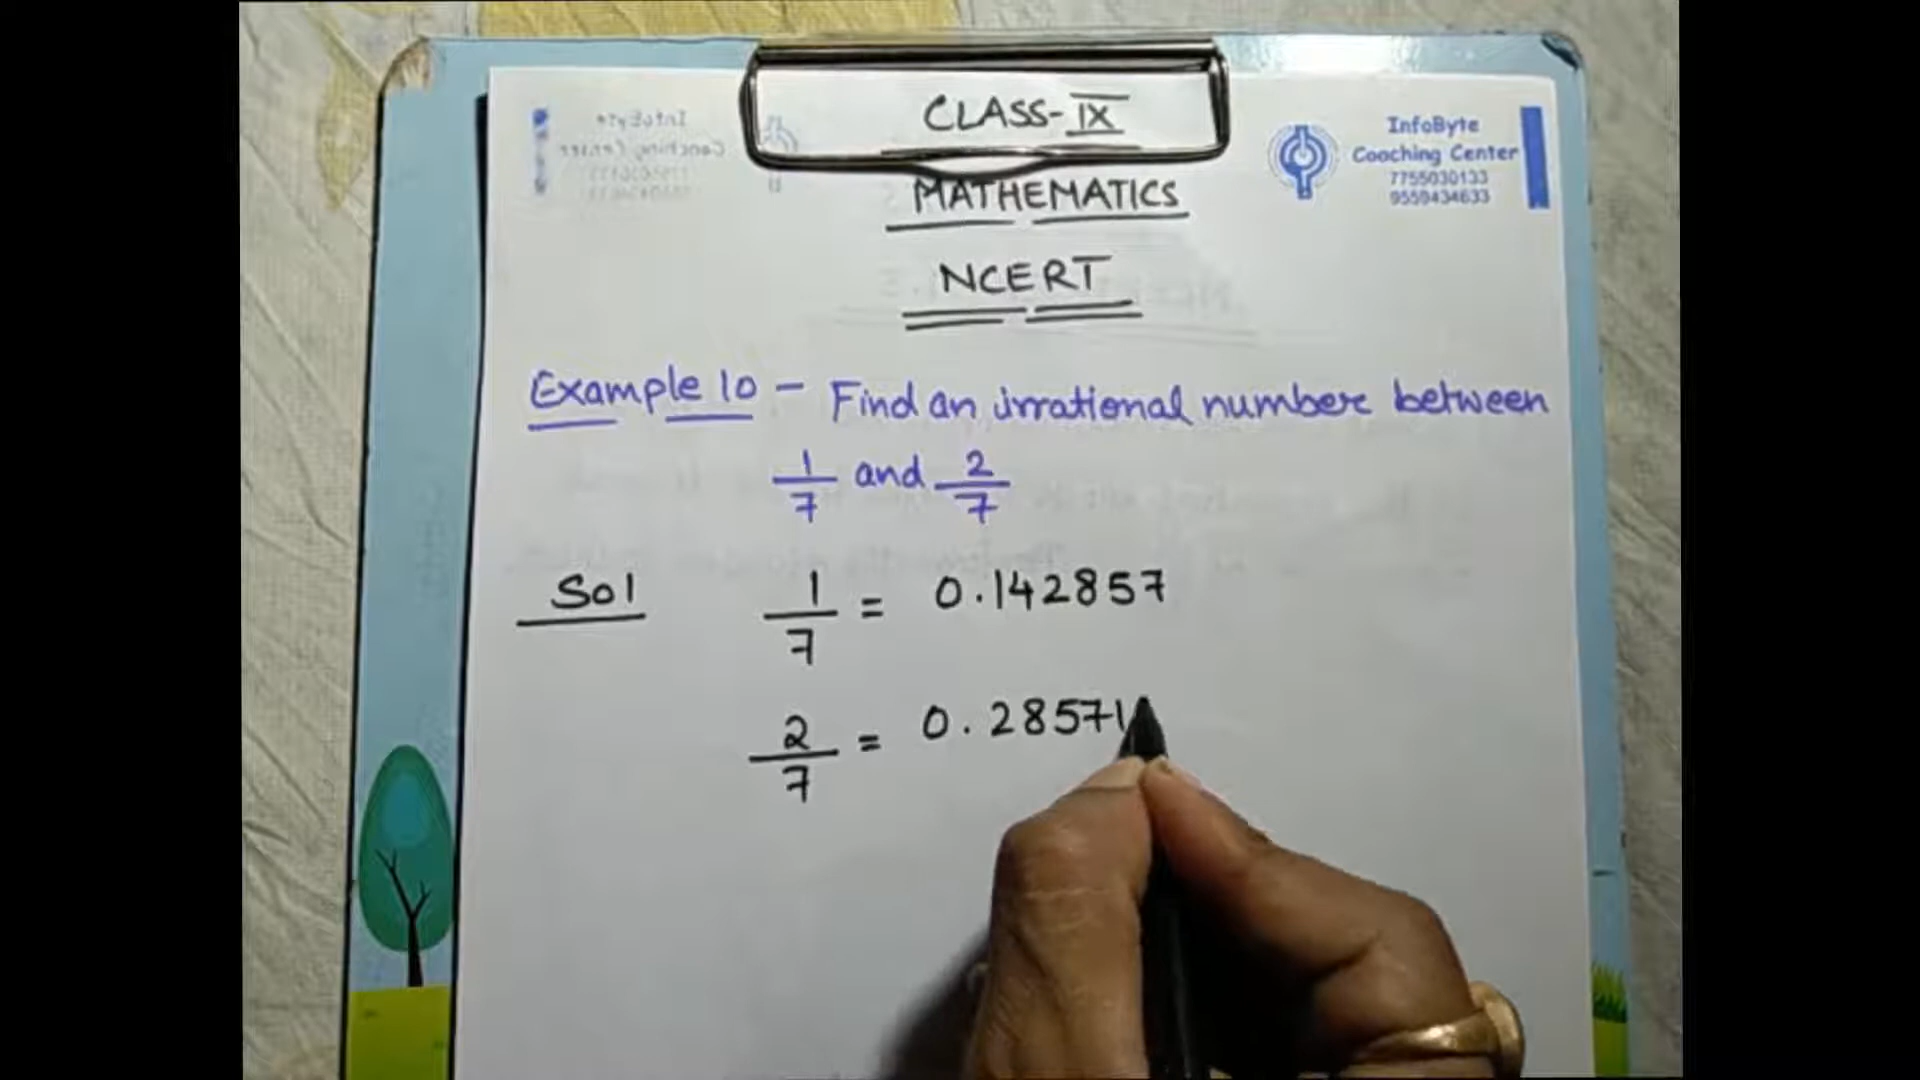 CLASS-IX
InfoByte
Coaching Center
7755030133
9559434633
MATHEMATICS
NCERT
Example 10 - Find an irrational number between
1/7 and 2/7
Sol 1/7 = 0.142857
2/7 = 0.28571